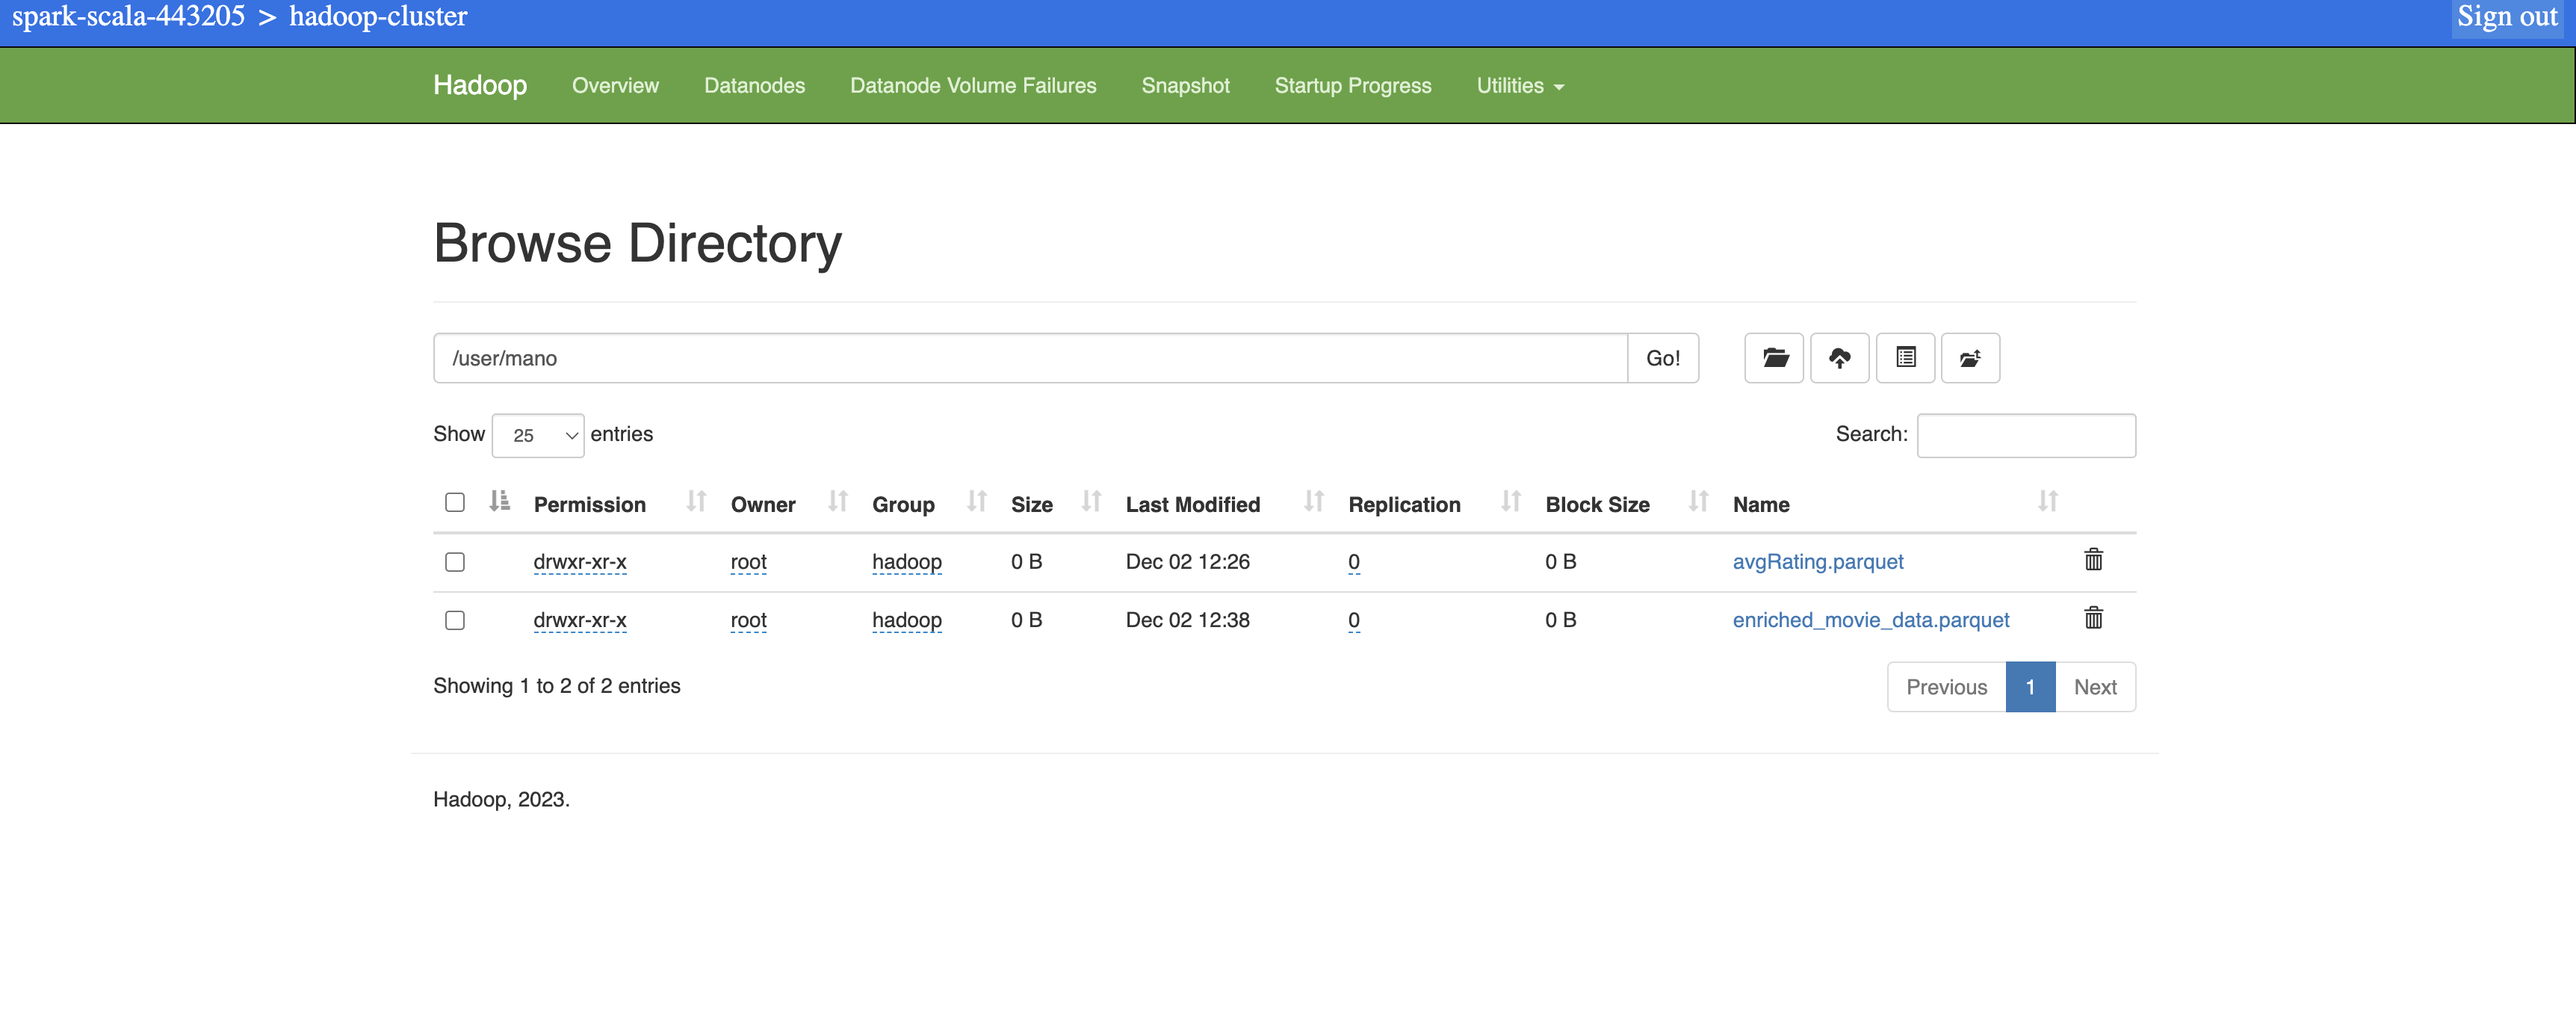 spark-scala-443205 > hadoop-cluster Sign out
Hadoop Overview Datanodes Datanode Volume Failures Snapshot Startup Progress Utilities
Browse Directory
/user/mano Go!
Show 25 entries Search:
Permission Owner Group Size Last Modified Replication Block Size Name
drwxr-xr-x root hadoop 0 B Dec 02 12:26 0 0 B avgRating.parquet
drwxr-xr-x root hadoop 0 B Dec 02 12:38 0 0 B enriched_movie_data.parquet
Showing 1 to 2 of 2 entries Previous 1 Next
Hadoop, 2023.